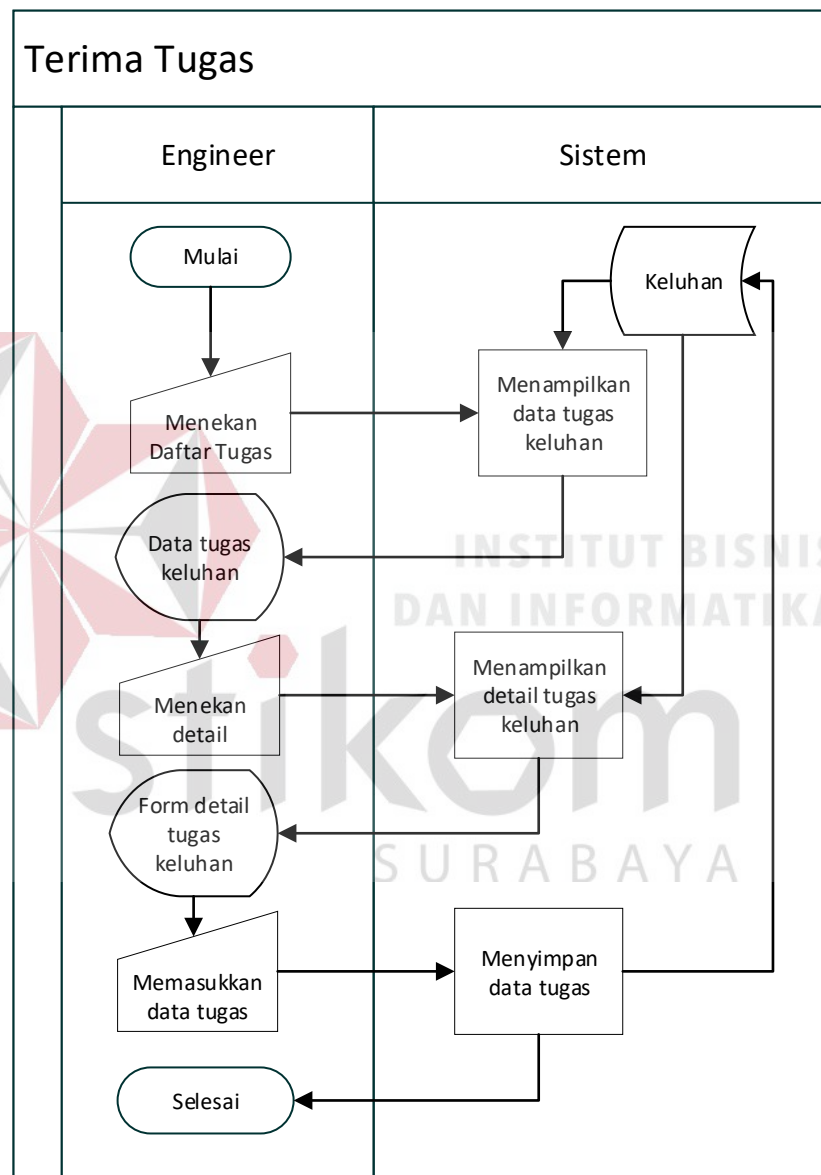 Terima Tugas
Engineer
Sistem
Mulai
Keluhan
Menekan
Daftar Tugas
Menampilkan
data tugas
keluhan
Data tugas
keluhan
INSTITUT BISNIS
DAN INFORMATIKA
Menekan
detail
Menampilkan
detail tugas
keluhan
stikom
SURABAYA
Form detail
tugas
keluhan
Memasukkan
data tugas
Menyimpan
data tugas
Selesai